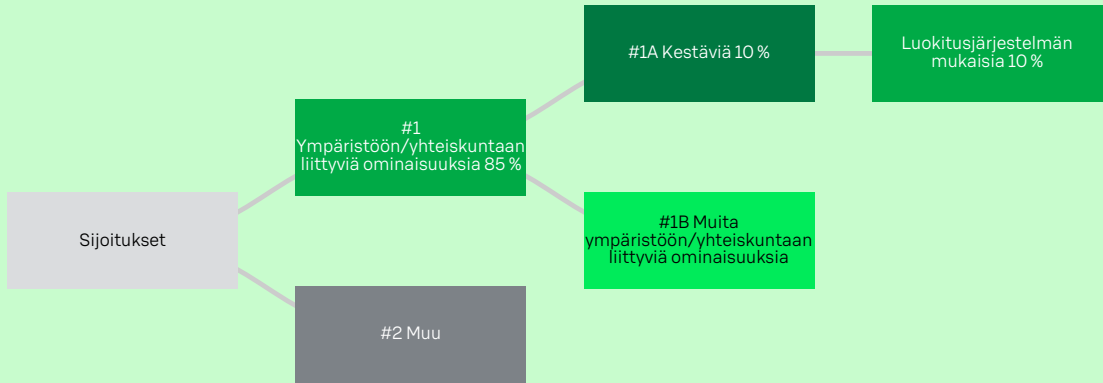 #1A Kestäviä 10 %
Luokitusjärjestelmän
mukaisia 10 %
#1
Ympäristöön/yhteiskuntaan
liittyviä ominaisuuksia 85 %
Sijoitukset
#1B Muita
ympäristöön/yhteiskuntaan
liittyviä ominaisuuksia
#2 Muu